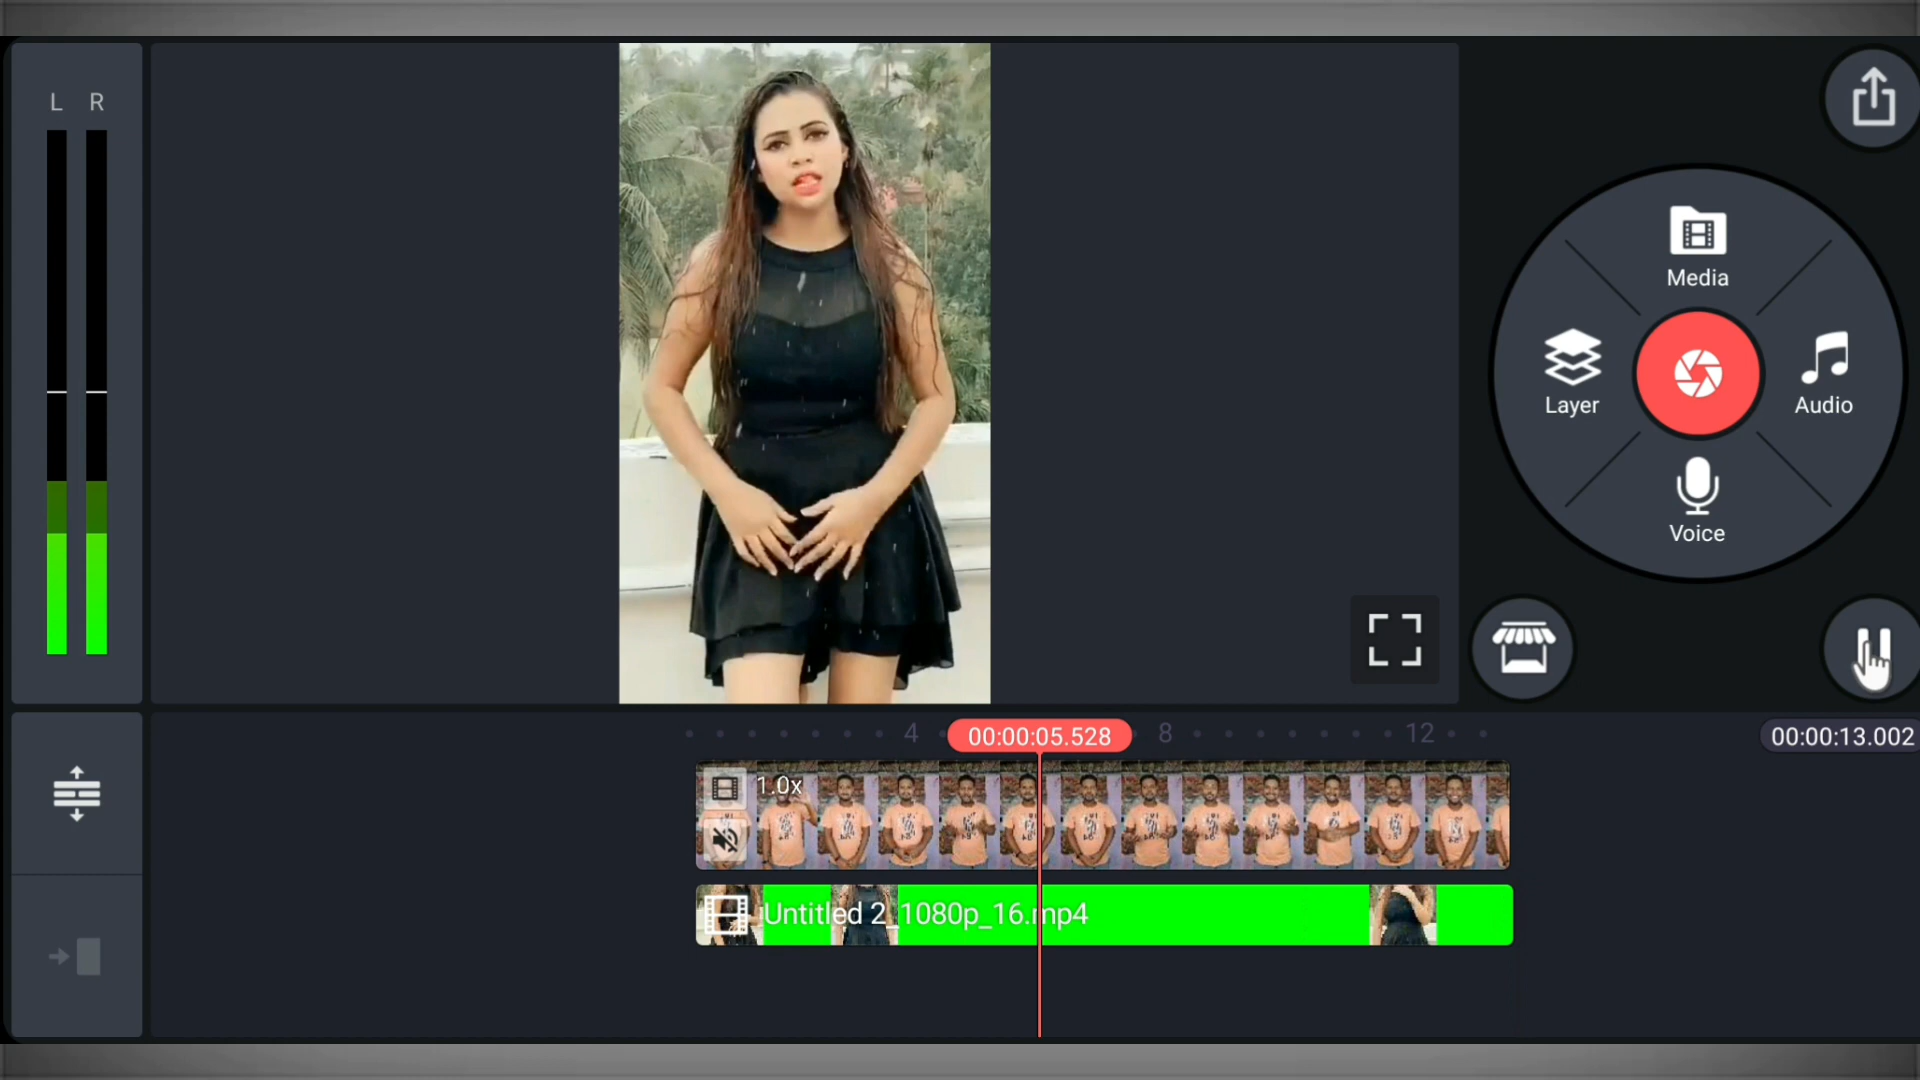 L R
Media
Layer
Audio
Voice
4
00:00:05.528
8
12
00:00:13.002
1.0x
Untitled 2_1080p_16.mp4